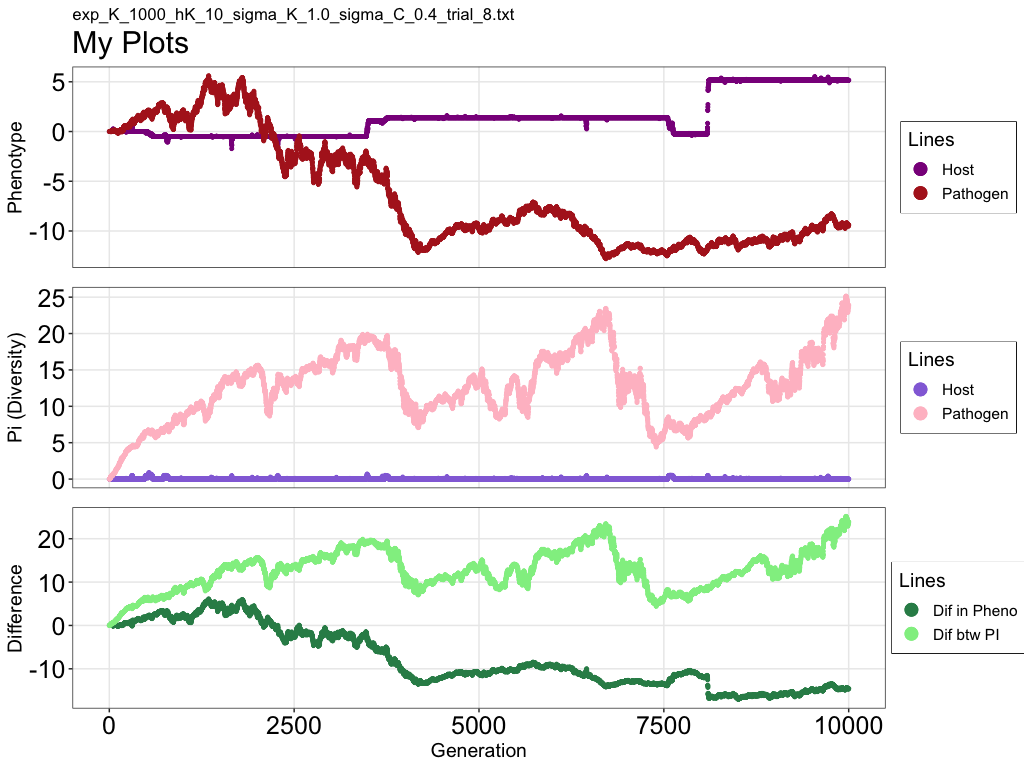 exp_K_1000_hK_10_sigma_K_1.0_sigma_C_0.4_trial_8.txt
My Plots
Phenotype
5
0
-5
-10
Lines
Host
Pathogen
Pi (Diversity)
25
20
15
10
5
0
Lines
Host
Pathogen
Difference
20
10
0
-10
Lines
Dif in Pheno
Dif btw PI
0 2500 5000 7500 10000
Generation